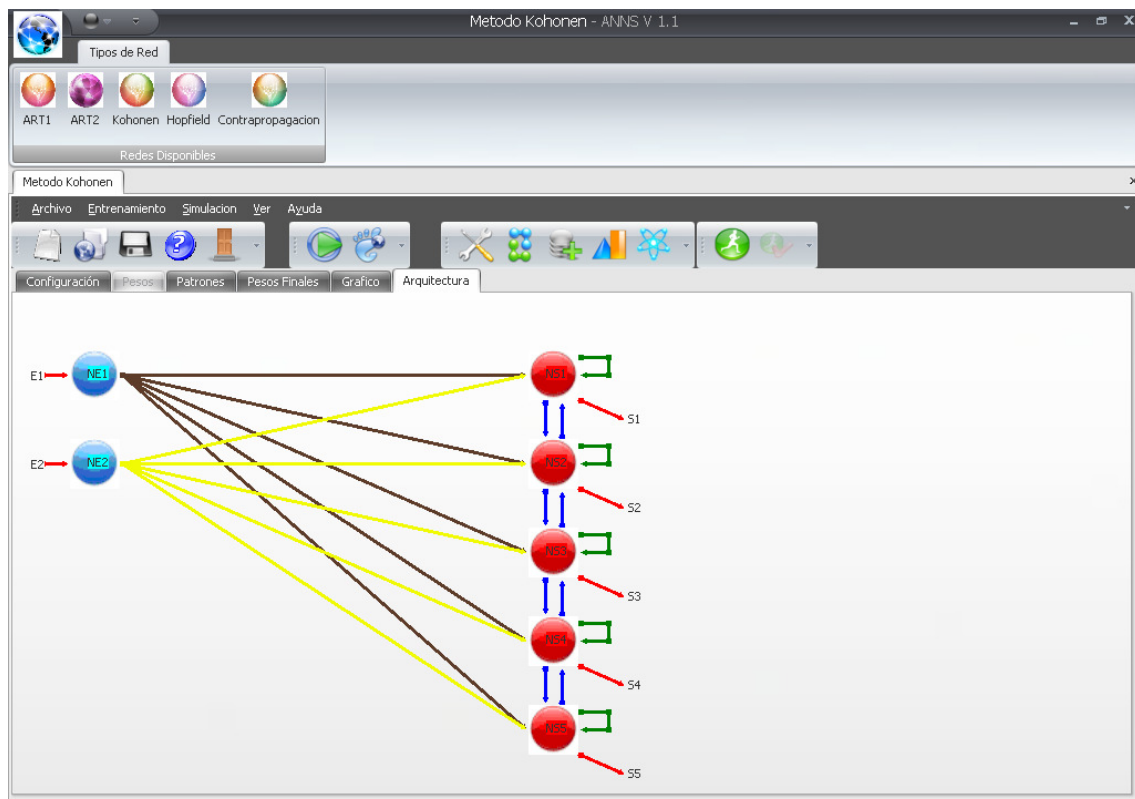 Metodo Kohonen - ANNS V 1.1
Tipos de Red
ART1 ART2 Kohonen Hopfield Contrapropagacion
Redes Disponibles
Metodo Kohonen
Archivo Entrenamiento Simulacion Ver Ayuda
Configuración Pesos Patrones Pesos Finales Grafico Arquitectura
E1 NE1 NS1
S1
E2 NE2 NS2
S2
NS3
S3
NS4
S4
NS5
S5